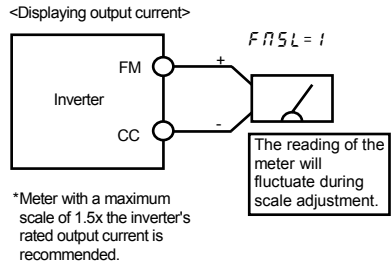 <Displaying output current>
FMSL=1
FM
+
Inverter
CC
-
The reading of the
meter will
fluctuate during
scale adjustment.
*Meter with a maximum
scale of 1.5x the inverter's
rated output current is
recommended.